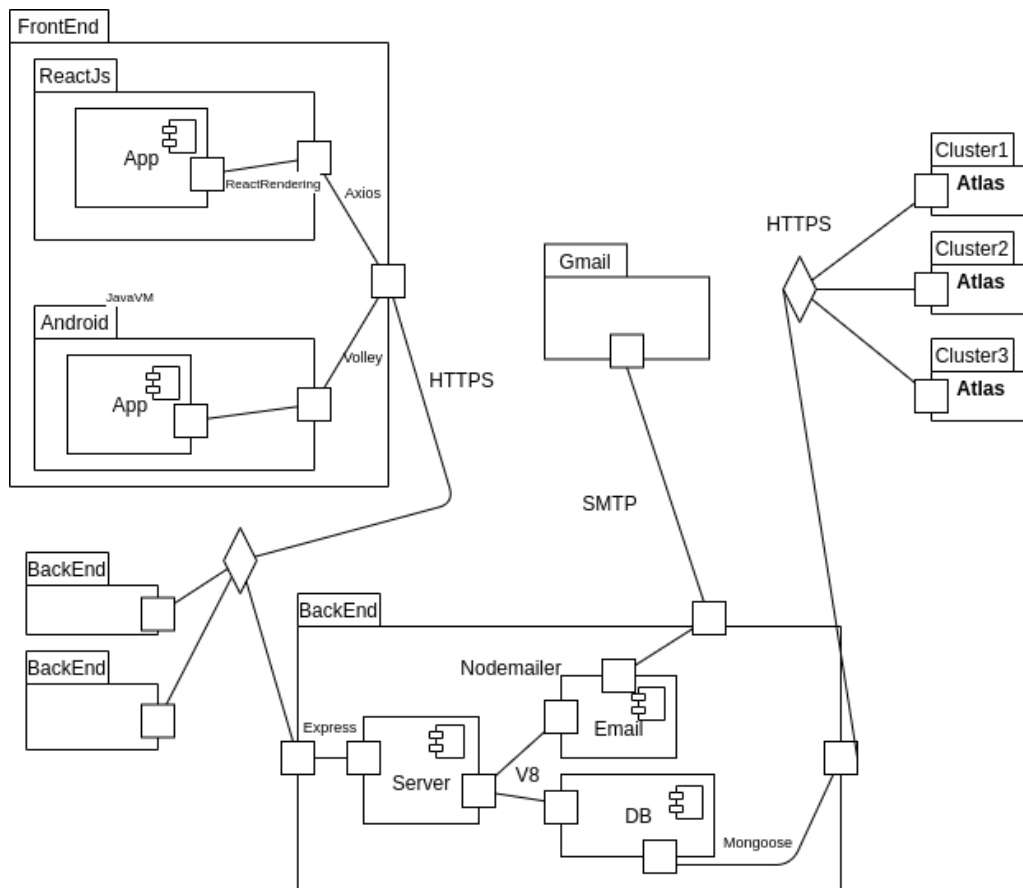 FrontEnd
ReactJs
App
ReactRendering
Axios
JavaVM
Android
App
Volley
HTTPS
Gmail
SMTP
HTTPS
Cluster1
Atlas
Cluster2
Atlas
Cluster3
Atlas
BackEnd
BackEnd
BackEnd
Nodemailer
Email
Express
Server
V8
DB
Mongoose